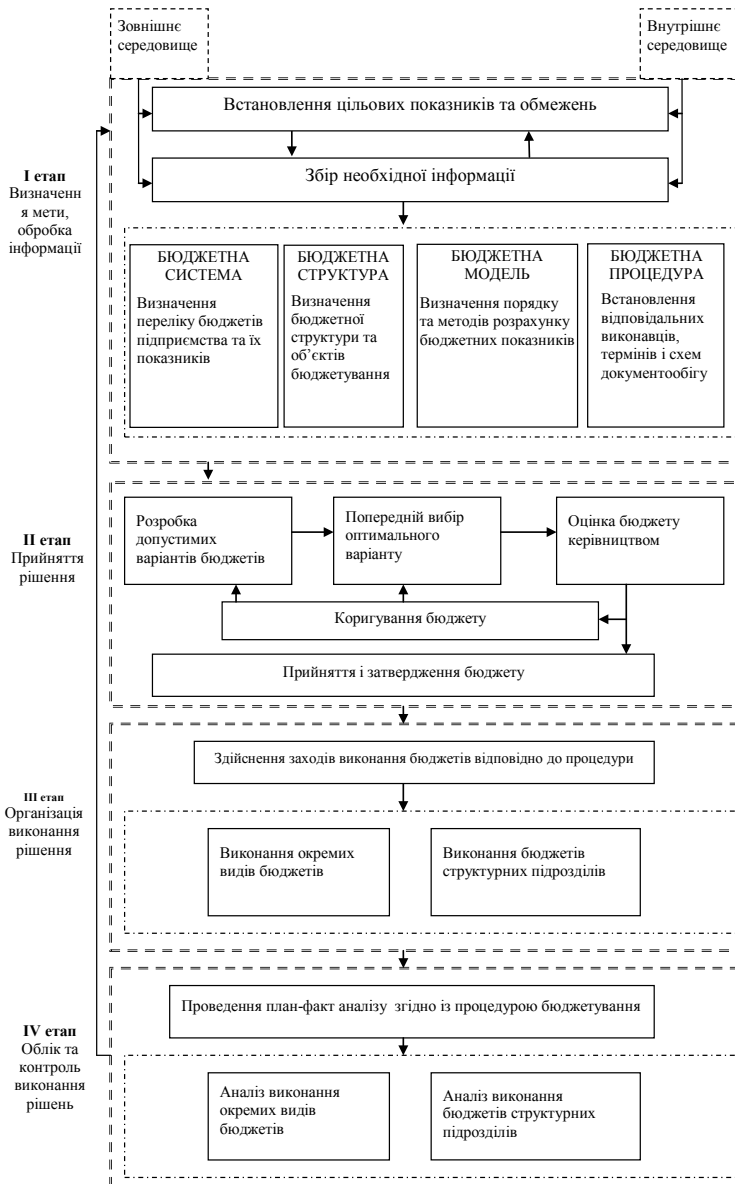 Зовнішнє
середовище
Внутрішнє
середовище
Встановлення цільових показників та обмежень
Збір необхідної інформації
І етап
Визначенн
я мети,
обробка
інформації
БЮДЖЕТНА
СИСТЕМА
Визначення
переліку бюджетів
підприємства та їх
показників
БЮДЖЕТНА
СТРУКТУРА
Визначення
бюджетної
структури та
об’єктів
бюджетування
БЮДЖЕТНА
МОДЕЛЬ
Визначення порядку
та методів розрахунку
бюджетних показників
БЮДЖЕТНА
ПРОЦЕДУРА
Встановлення
відповідальних
виконавців,
термінів і схем
документообігу
ІІ етап
Прийняття
рішення
Розробка
допустимих
варіантів бюджетів
Попередній вибір
оптимального
варіанту
Оцінка бюджету
керівництвом
Коригування бюджету
Прийняття і затвердження бюджету
ІІІ етап
Організація
виконання
рішення
Здійснення заходів виконання бюджетів відповідно до процедури
Виконання окремих
видів бюджетів
Виконання бюджетів
структурних підрозділів
IV етап
Облік та
контроль
виконання
рішень
Проведення план-факт аналізу згідно із процедурою бюджетування
Аналіз виконання
окремих видів
бюджетів
Аналіз виконання
бюджетів структурних
підрозділів